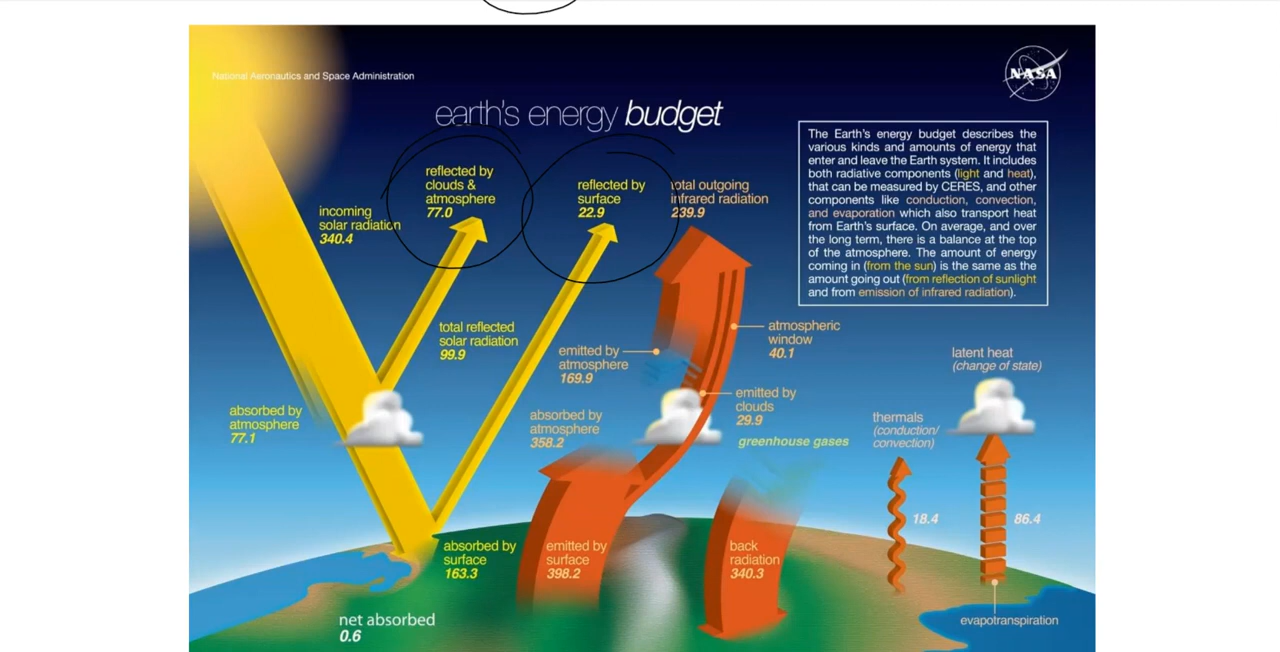 National Aeronautics and Space Administration
NASA
earth's energy budget
The Earth's energy budget describes the
various kinds and amounts of energy that
enter and leave the Earth system. It includes
both radiative components (light and heat),
that can be measured by CERES, and other
components like conduction, convection,
and evaporation which also transport heat
from Earth's surface. On average, and over
the long term, there is a balance at the top
of the atmosphere. The amount of energy
coming in (from the sun) is the same as the
amount going out (from reflection of sunlight
and from emission of infrared radiation).
reflected by
clouds &
atmosphere
77.0
reflected by
surface
22.9
total outgoing
infrared radiation
239.9
incoming
solar radiation
340.4
total reflected
solar radiation
99.9
atmospheric
window
40.1
emitted by
atmosphere
169.9
latent heat
(change of state)
emitted by
clouds
29.9
absorbed by
atmosphere
77.1
absorbed by
atmosphere
358.2
greenhouse gases
thermals
(conduction/
convection)
18.4
86.4
absorbed by
surface
163.3
emitted by
surface
398.2
back
radiation
340.3
net absorbed
0.6
evapotranspiration